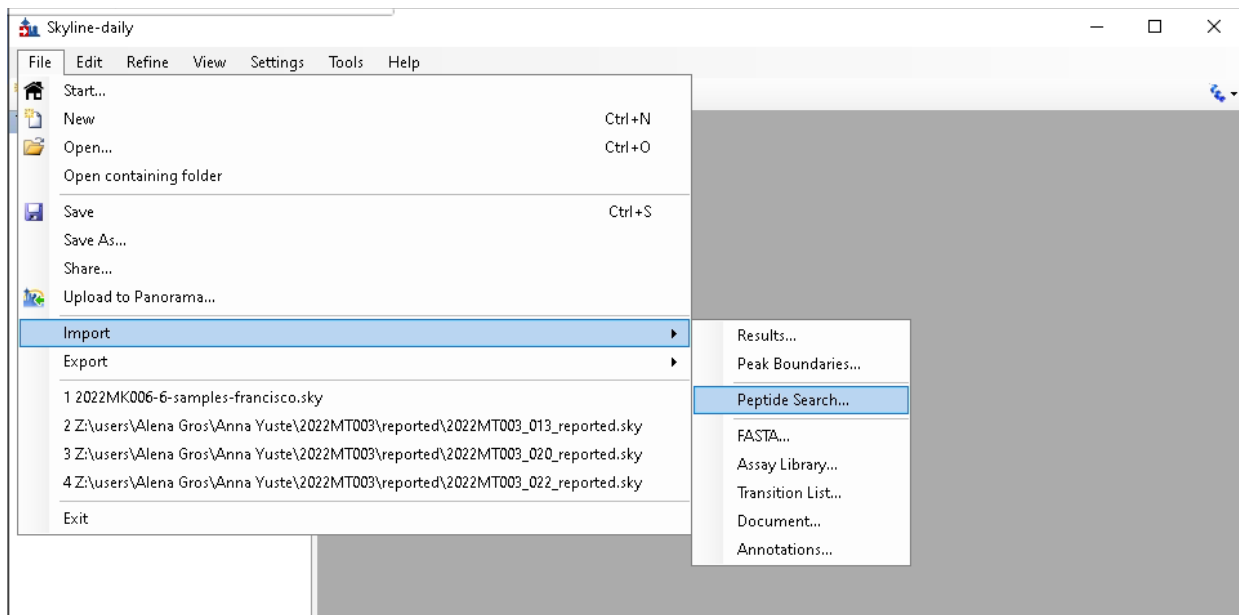 Skyline-daily
File Edit Refine View Settings Tools Help
Start...
New Ctrl+N
Open... Ctrl+O
Open containing folder
Save Ctrl+S
Save As...
Share...
Upload to Panorama...
Import
Export
1 2022MK006-6-samples-francisco.sky
2 Z:\users\Alena Gros\Anna Yuste\2022MT003\reported\2022MT003_013_reported.sky
3 Z:\users\Alena Gros\Anna Yuste\2022MT003\reported\2022MT003_020_reported.sky
4 Z:\users\Alena Gros\Anna Yuste\2022MT003\reported\2022MT003_022_reported.sky
Exit
Results...
Peak Boundaries...
Peptide Search...
FASTA...
Assay Library...
Transition List...
Document...
Annotations...